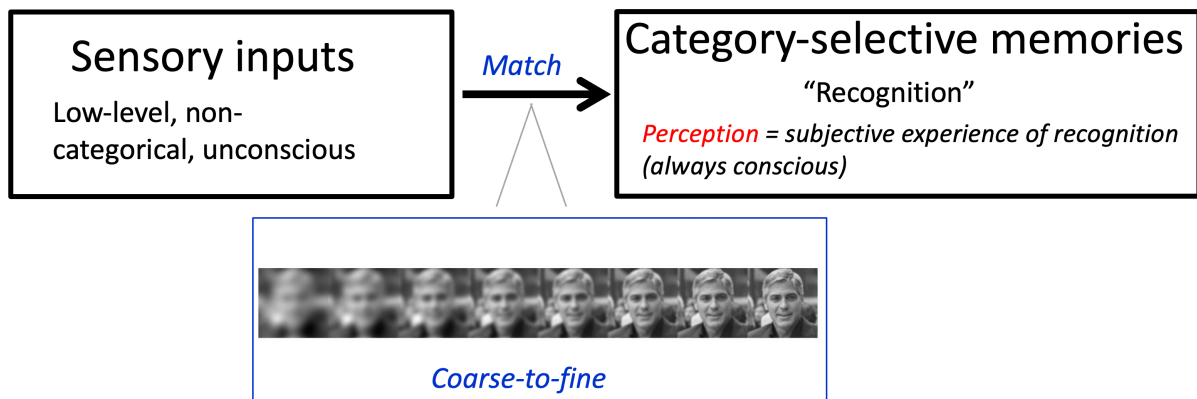 Sensory inputs
Low-level, non-
categorical, unconscious
Match
Category-selective memories
“Recognition”
Perception = subjective experience of recognition
(always conscious)
Coarse-to-fine